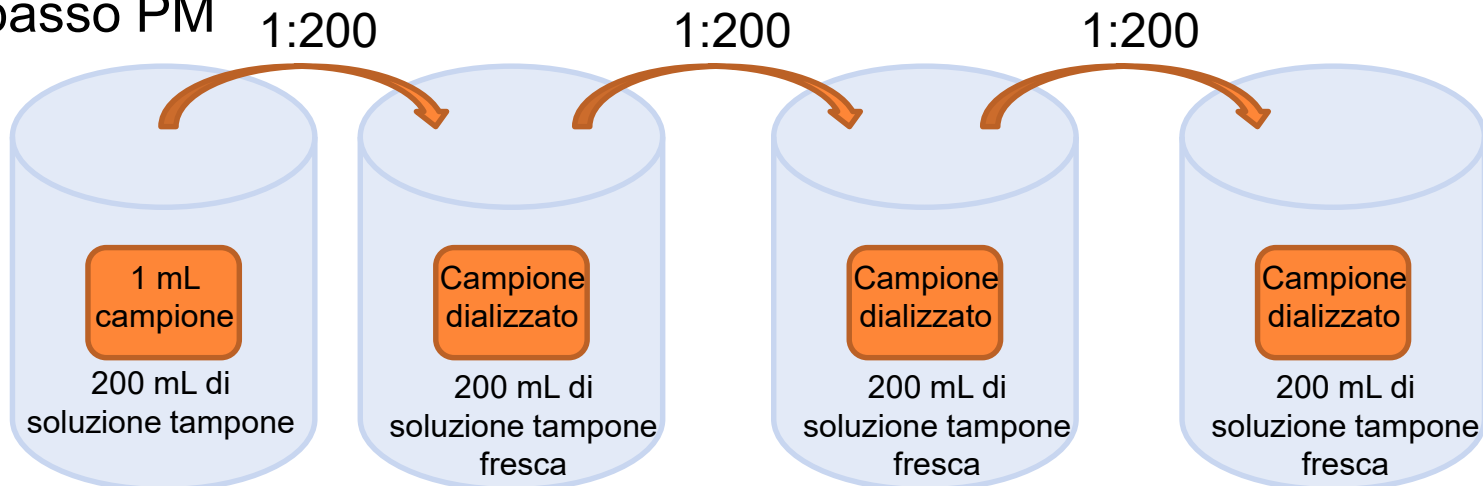 passo PM
1:200
1:200
1:200
1 mL
campione
200 mL di
soluzione tampone
Campione
dializzato
200 mL di
soluzione tampone
fresca
Campione
dializzato
200 mL di
soluzione tampone
fresca
Campione
dializzato
200 mL di
soluzione tampone
fresca